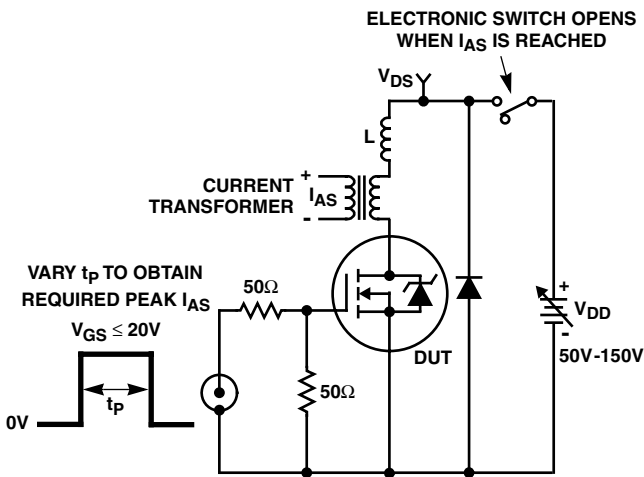 ELECTRONIC SWITCH OPENS
WHEN IAS IS REACHED
VDS
L
+
CURRENT
TRANSFORMER
IAS
-
VARY tP TO OBTAIN
REQUIRED PEAK IAS
50Ω
VGS ≤ 20V
+
VDD
-
DUT
50V-150V
50Ω
0V
tP